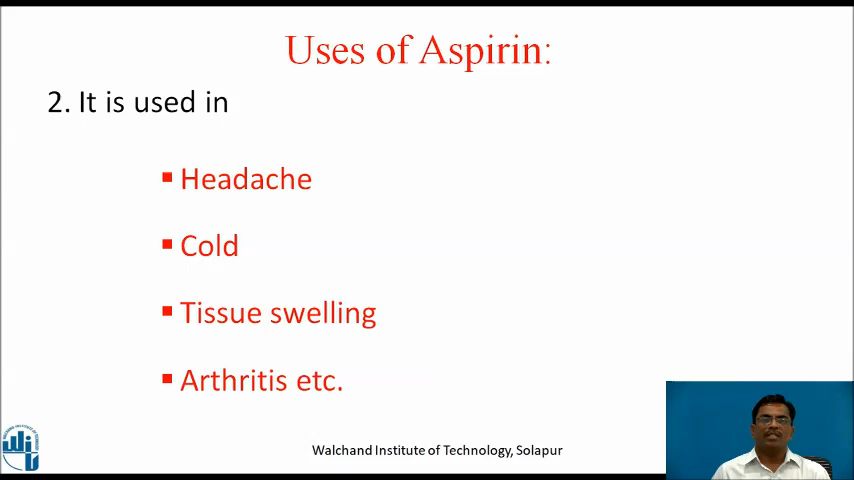 Uses of Aspirin:
2. It is used in
▪ Headache
▪ Cold
▪ Tissue swelling
▪ Arthritis etc.
Walchand Institute of Technology, Solapur